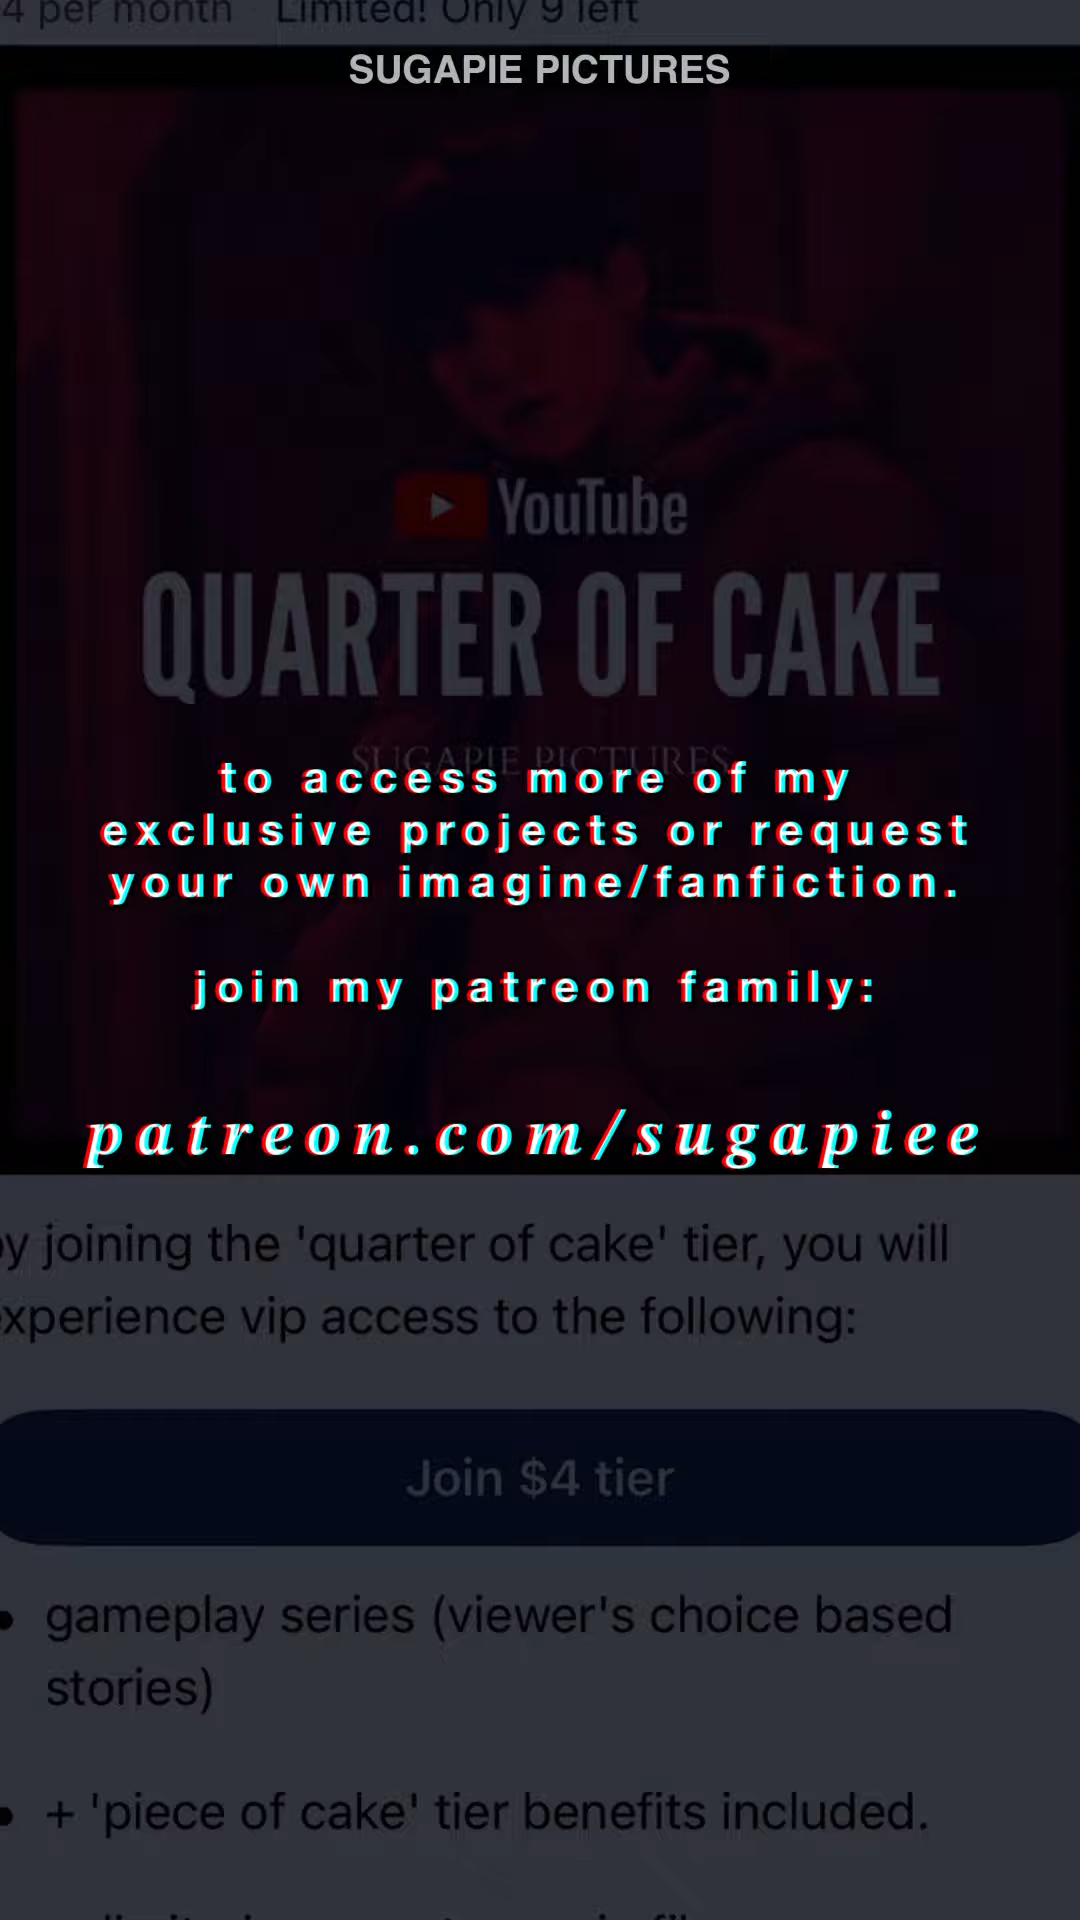 4 per month · Limited! Only 9 left
SUGAPIE PICTURES
YouTube
QUARTER OF CAKE
SUGAPIE PICTURES
to access more of my
exclusive projects or request
your own imagine/fanfiction.
join my patreon family:
patreon.com/sugapiee
y joining the 'quarter of cake' tier, you will
xperience vip access to the following:
Join $4 tier
• gameplay series (viewer's choice based
stories)
• + 'piece of cake' tier benefits included.